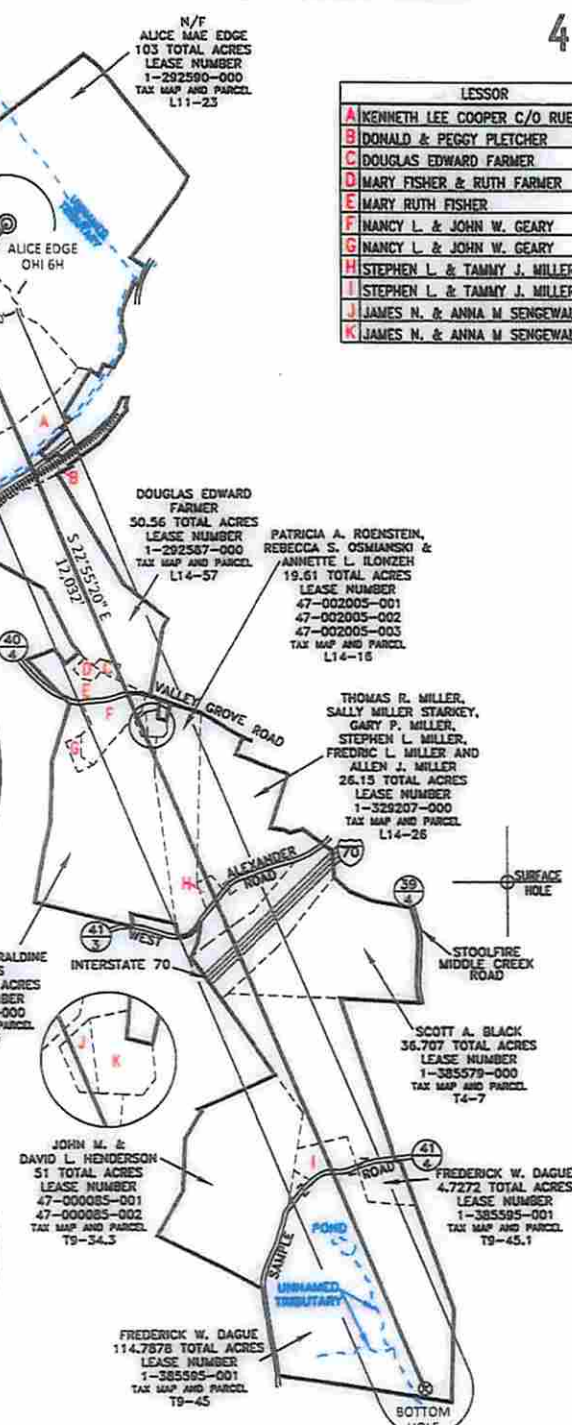 4
N/F
ALICE MAE EDGE
103 TOTAL ACRES
LEASE NUMBER
1-292590-000
TAX MAP AND PARCEL
L11-23
LESSOR
A KENNETH LEE COOPER C/O RUE
B DONALD & PEGGY PLETCHER
C DOUGLAS EDWARD FARMER
D MARY FISHER & RUTH FARMER
E MARY RUTH FISHER
F NANCY L. & JOHN W. GEARY
G NANCY L. & JOHN W. GEARY
H STEPHEN L. & TAMMY J. MILLER
I STEPHEN L. & TAMMY J. MILLER
J JAMES N. & ANNA M SENGEWA
K JAMES N. & ANNA M SENGEWA
UNNAMED
TRIBUTARY
ALICE EDGE
OHI 6H
A
B
DOUGLAS EDWARD
FARMER
50.56 TOTAL ACRES
LEASE NUMBER
1-292587-000
TAX MAP AND PARCEL
L14-57
S 22°55'20" E
12,032'
PATRICIA A. ROENSTEIN,
REBECCA S. OSMIANSKI &
ANNETTE L. ILONZEH
19.61 TOTAL ACRES
LEASE NUMBER
47-002005-001
47-002005-002
47-002005-003
TAX MAP AND PARCEL
L14-16
40
4
D C
E
F
G
VALLEY GROVE ROAD
THOMAS R. MILLER,
SALLY MILLER STARKEY,
GARY P. MILLER,
STEPHEN L. MILLER,
FREDRIC L. MILLER AND
ALLEN J. MILLER
26.15 TOTAL ACRES
LEASE NUMBER
1-329207-000
TAX MAP AND PARCEL
L14-26
H
WEST ALEXANDER
ROAD
70
39
4
SURFACE
HOLE
41
3
INTERSTATE 70
STOOLFIRE
MIDDLE CREEK
ROAD
RALDINE
S
ACRES
BER
-000
PARCEL
J
K
SCOTT A. BLACK
36.707 TOTAL ACRES
LEASE NUMBER
1-385579-000
TAX MAP AND PARCEL
T4-7
JOHN M. &
DAVID L. HENDERSON
51 TOTAL ACRES
LEASE NUMBER
47-000085-001
47-000085-002
TAX MAP AND PARCEL
T9-34.3
I
SAMPLE ROAD
41
4
FREDERICK W. DAGUE
4.7272 TOTAL ACRES
LEASE NUMBER
1-385595-001
TAX MAP AND PARCEL
T9-45.1
POND
UNNAMED
TRIBUTARY
FREDERICK W. DAGUE
114.7878 TOTAL ACRES
LEASE NUMBER
1-385595-001
TAX MAP AND PARCEL
T9-45
BOTTOM
HOLE